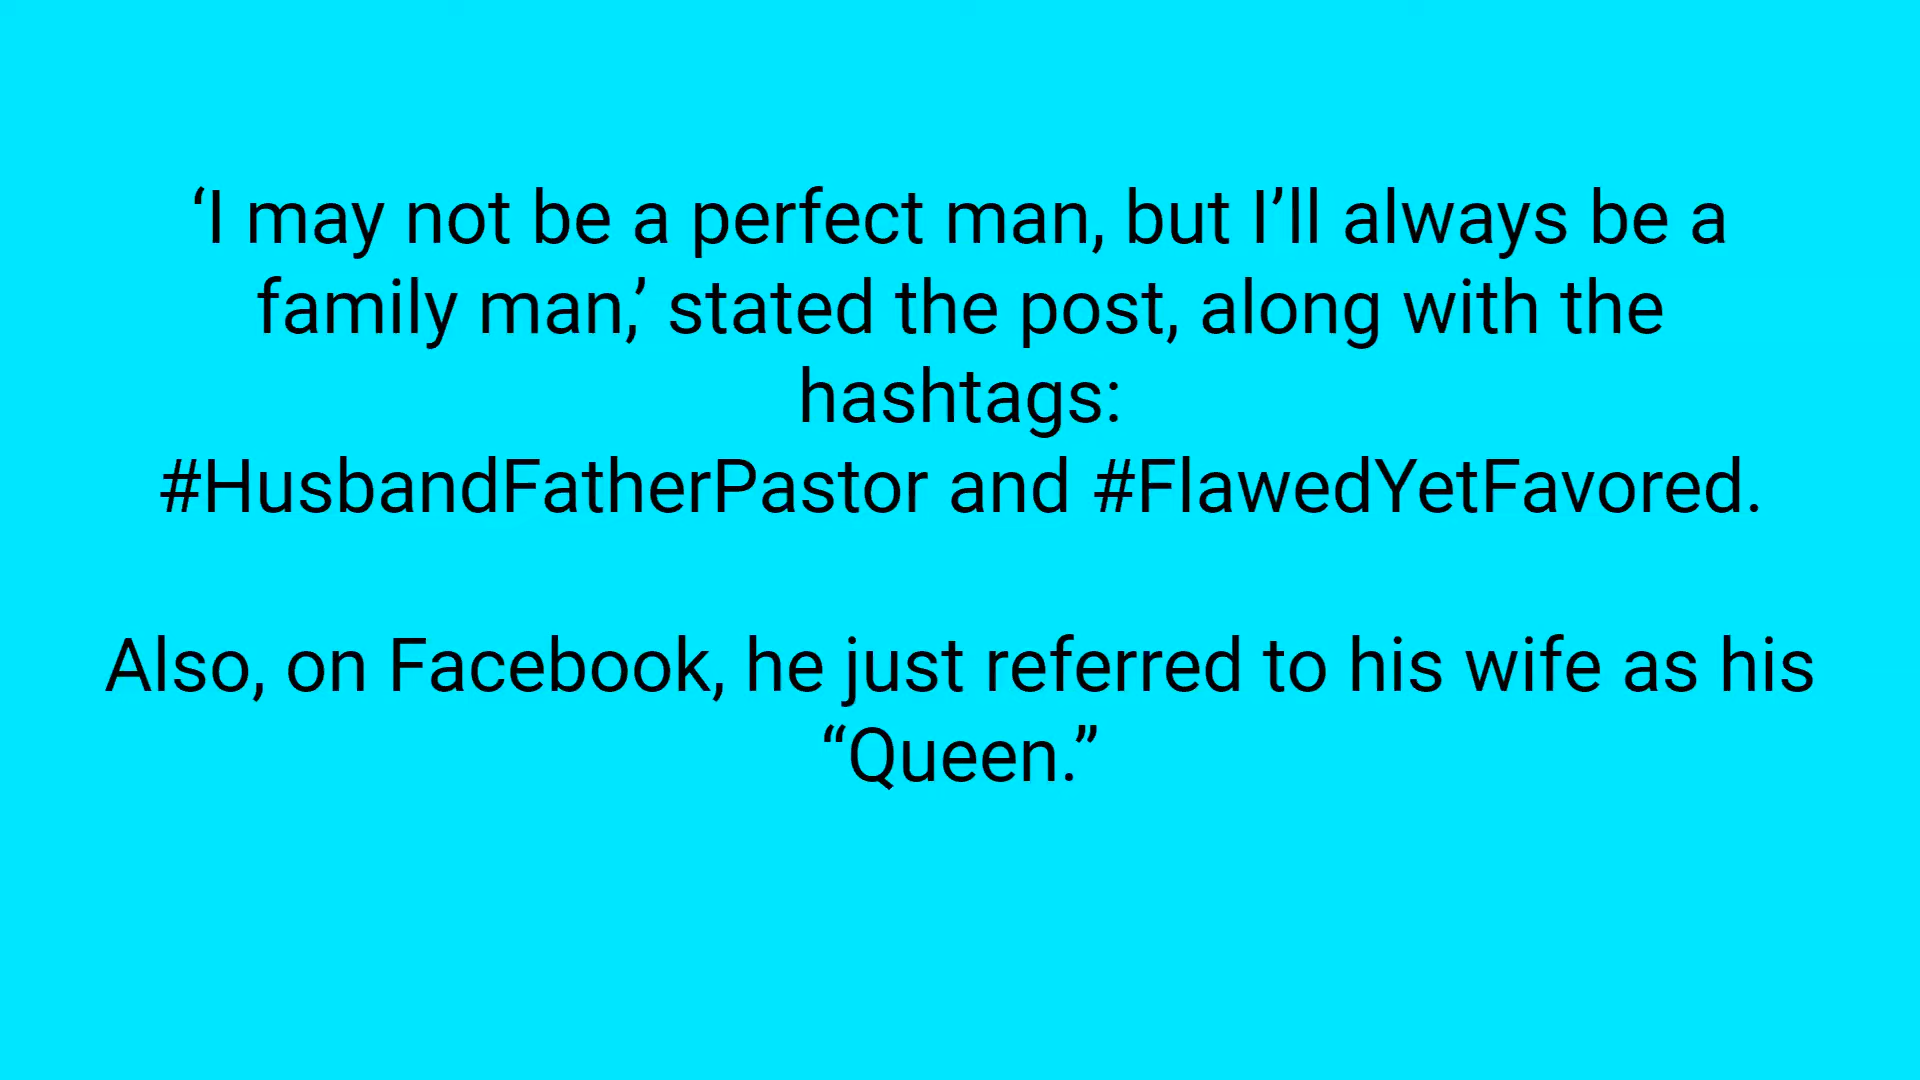 ‘I may not be a perfect man, but I’ll always be a
family man,’ stated the post, along with the
hashtags:
#HusbandFatherPastor and #FlawedYetFavored.
Also, on Facebook, he just referred to his wife as his
“Queen.”